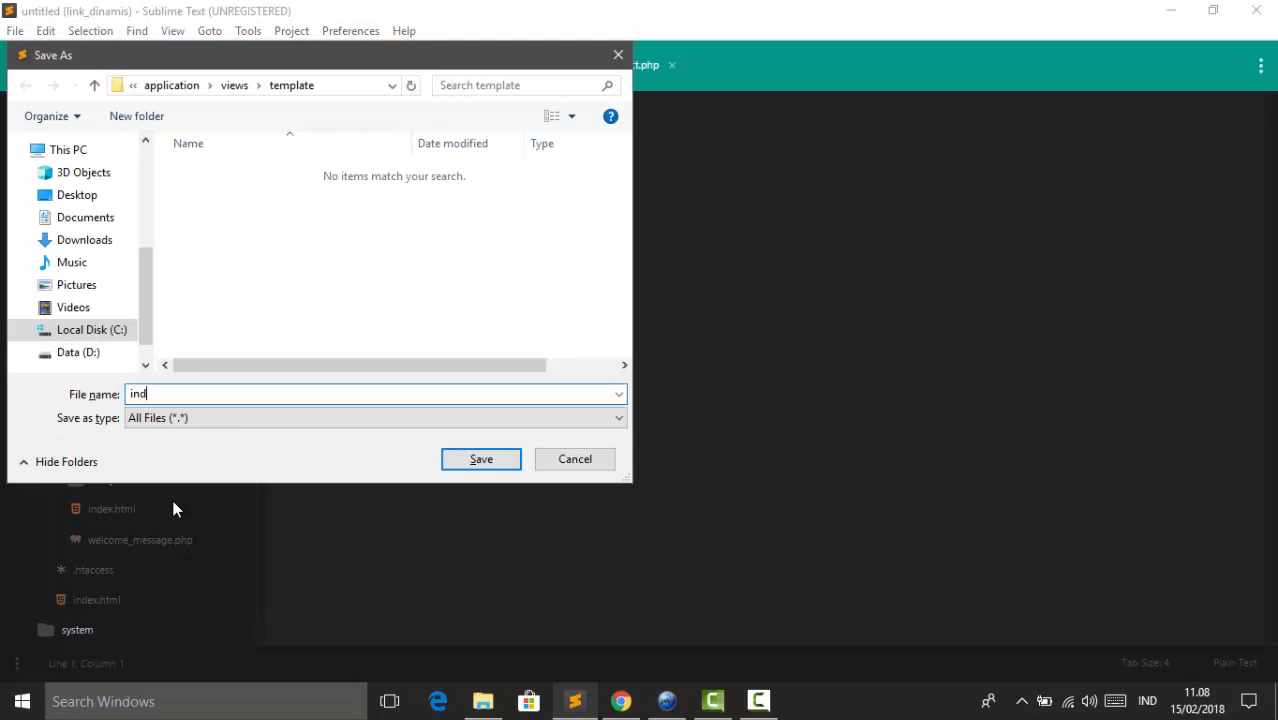 untitled (link_dinamis) - Sublime Text (UNREGISTERED)
File Edit Selection Find View Goto Tools Project Preferences Help
Save As
ct.php
« application > views > template
Search template
Organize
New folder
Name
Date modified
Type
This PC
No items match your search.
3D Objects
Desktop
Documents
Downloads
Music
Pictures
Videos
Local Disk (C:)
Data (D:)
File name: ind
Save as type: All Files (*.*)
Hide Folders
Save
Cancel
index.html
welcome_message.php
.htaccess
index.html
system
Line 1, Column 1
Tab Size: 4
Plain Text
Search Windows
IND
11.08
15/02/2018